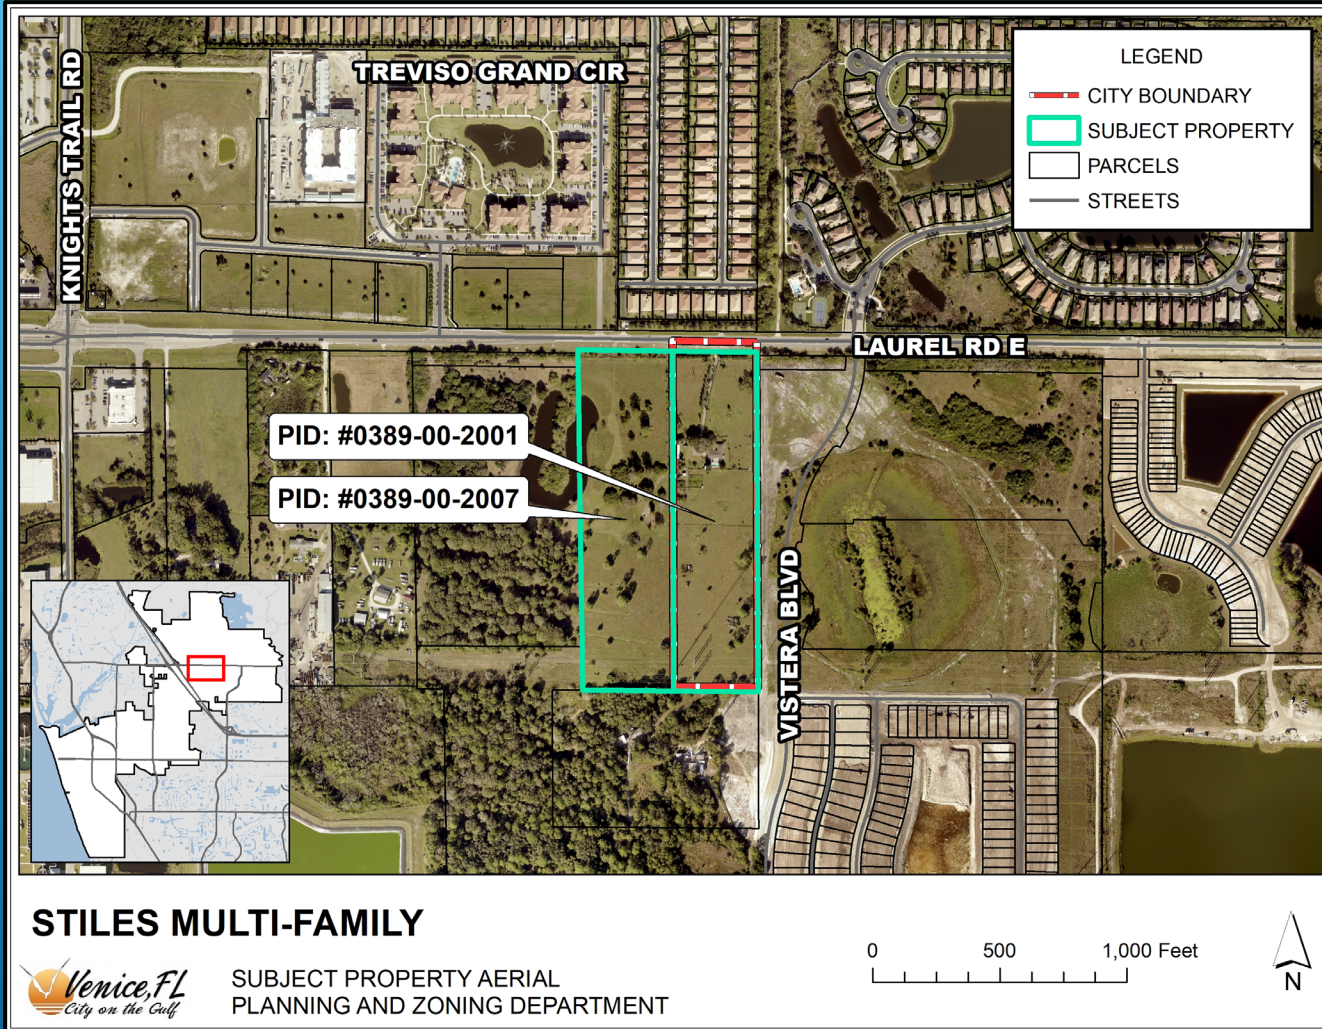 TREVISO GRAND CIR
KNIGHTS TRAIL RD
LEGEND
CITY BOUNDARY
SUBJECT PROPERTY
PARCELS
STREETS
LAUREL RD E
PID: #0389-00-2001
PID: #0389-00-2007
VISTERA BLVD
STILES MULTI-FAMILY
Venice, FL
City on the Gulf
SUBJECT PROPERTY AERIAL
PLANNING AND ZONING DEPARTMENT
0 500 1,000 Feet
N